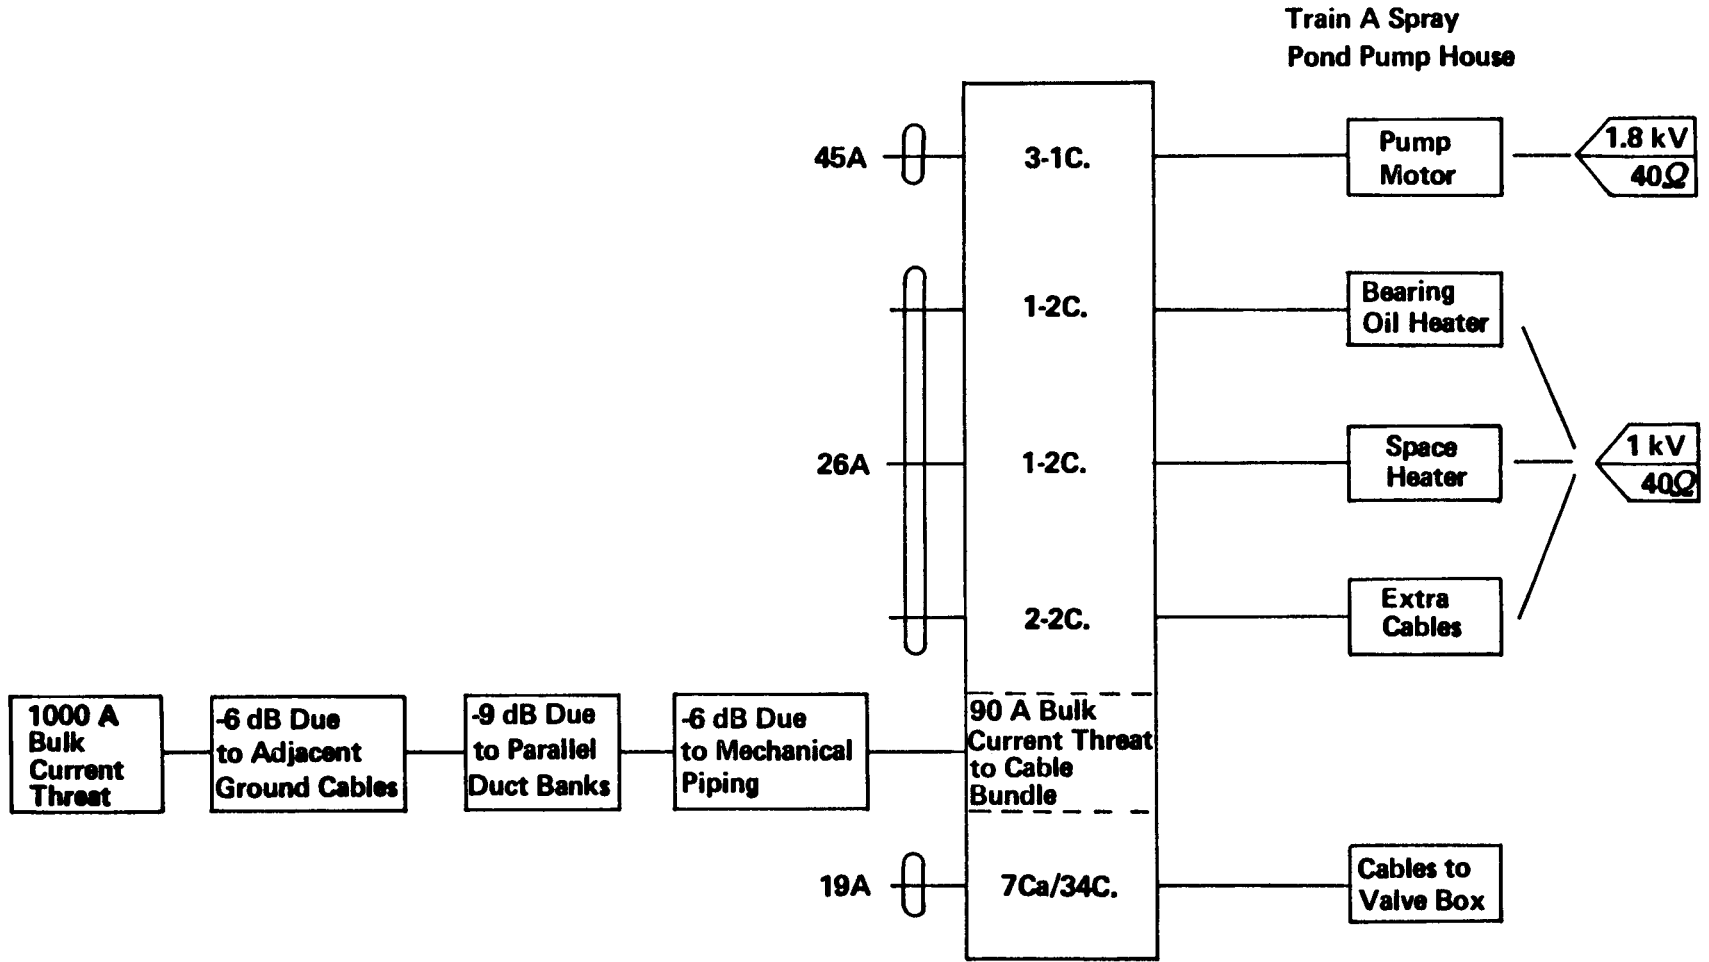 Train A Spray
Pond Pump House
45A
3-1C.
Pump
Motor
1.8 kV
40Ω
1-2C.
Bearing
Oil Heater
26A
1-2C.
Space
Heater
1 kV
40Ω
2-2C.
Extra
Cables
1000 A
Bulk
Current
Threat
-6 dB Due
to Adjacent
Ground Cables
-9 dB Due
to Parallel
Duct Banks
-6 dB Due
to Mechanical
Piping
90 A Bulk
Current Threat
to Cable
Bundle
19A
7Ca/34C.
Cables to
Valve Box